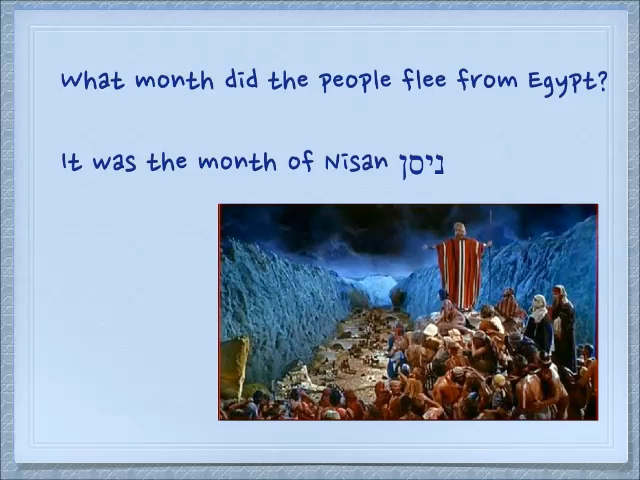 What month did the people flee from Egypt?
It was the month of Nisan ניסן